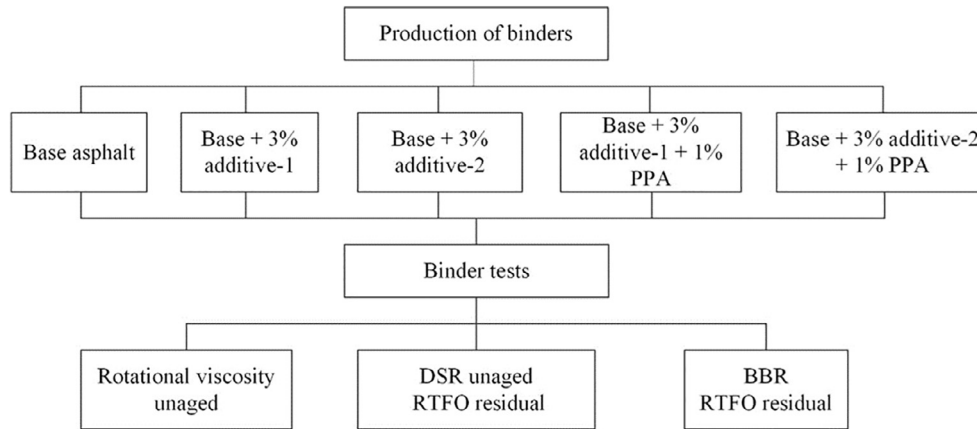 Production of binders
Base asphalt
Base + 3%
additive-1
Base + 3%
additive-2
Base + 3%
additive-1 + 1%
PPA
Base + 3% additive-2
+ 1% PPA
Binder tests
Rotational viscosity
unaged
DSR unaged
RTFO residual
BBR
RTFO residual